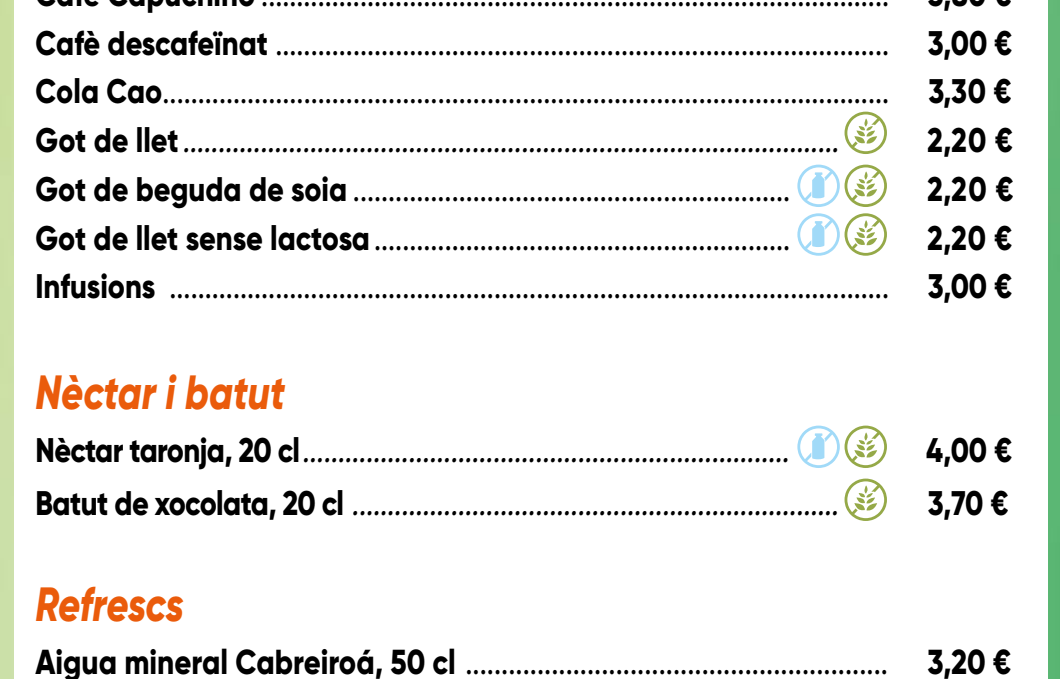 Cafè descafeïnat ........ 3,00 €
Cola Cao........ 3,30 €
Got de llet ........ 2,20 €
Got de beguda de soia ........ 2,20 €
Got de llet sense lactosa ........ 2,20 €
Infusions ........ 3,00 €
Nèctar i batut
Nèctar taronja, 20 cl ........ 4,00 €
Batut de xocolata, 20 cl ........ 3,70 €
Refrescs
Aigua mineral Cabreiroá, 50 cl ........ 3,20 €